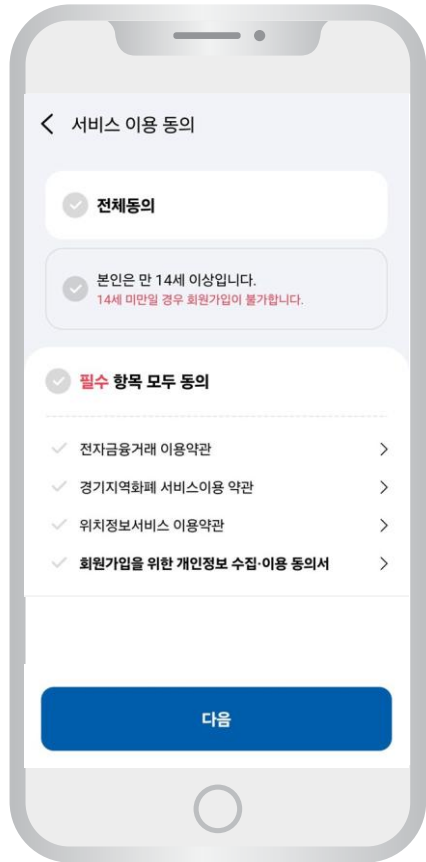 서비스 이용 동의
전체동의
본인은 만 14세 이상입니다.
14세 미만일 경우 회원가입이 불가합니다.
필수 항목 모두 동의
전자금융거래 이용약관
경기지역화폐 서비스이용 약관
위치정보서비스 이용약관
회원가입을 위한 개인정보 수집·이용 동의서
다음